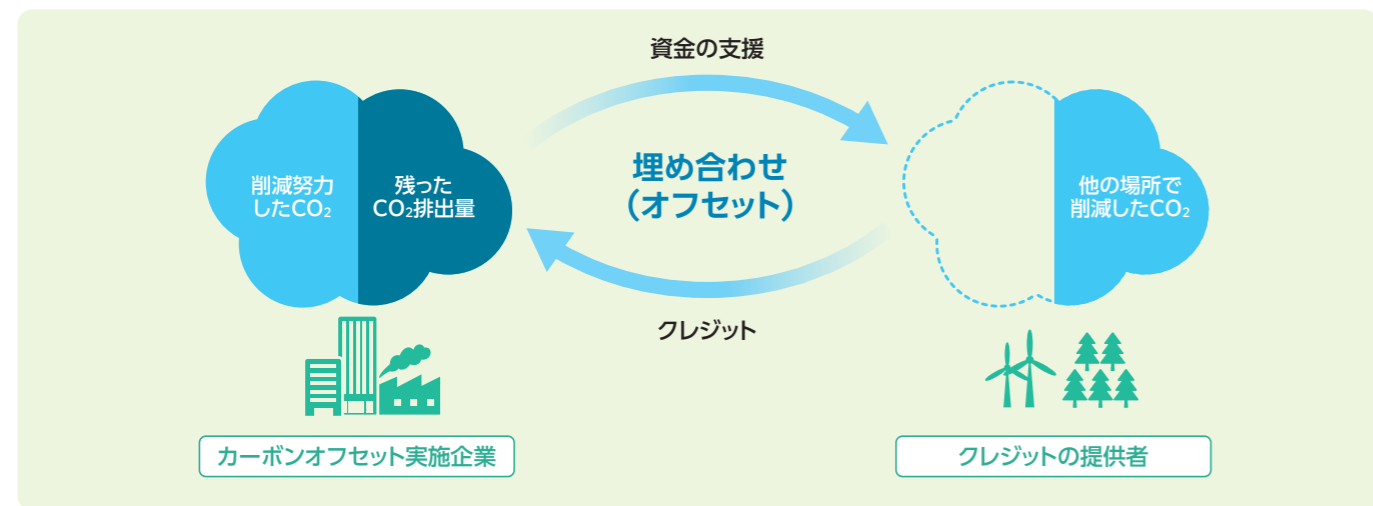 資金の支援
削減努力
したCO₂
残った
CO₂排出量
埋め合わせ
（オフセット）
他の場所で
削減したCO₂
クレジット
カーボンオフセット実施企業
クレジットの提供者